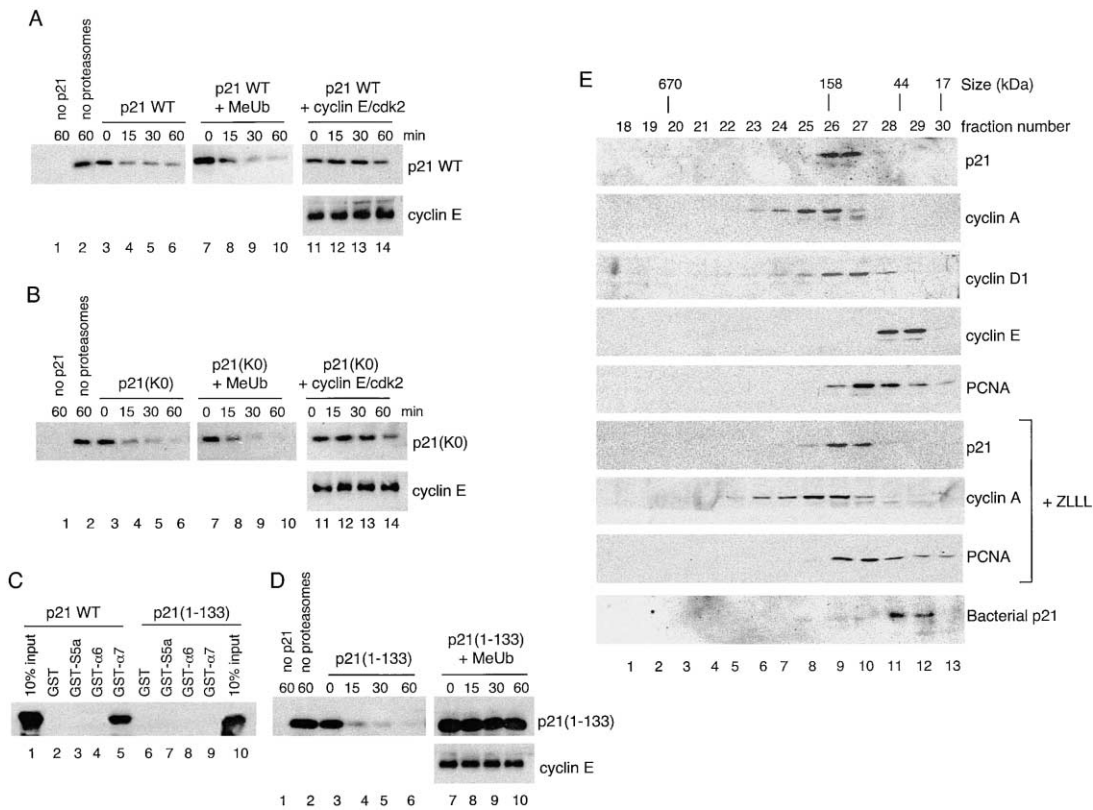 A
no p21
no proteasomes
p21 WT
p21 WT
+ MeUb
p21 WT
+ cyclin E/cdk2
60 60 0 15 30 60 0 15 30 60 0 15 30 60 min
p21 WT
cyclin E
1 2 3 4 5 6 7 8 9 10 11 12 13 14
B
no p21
no proteasomes
p21(K0)
p21(K0)
+ MeUb
p21(K0)
+ cyclin E/cdk2
60 60 0 15 30 60 0 15 30 60 0 15 30 60 min
p21(K0)
cyclin E
1 2 3 4 5 6 7 8 9 10 11 12 13 14
C
p21 WT p21(1-133)
10% input
GST
GST-S5a
GST-α6
GST-α7
GST
GST-S5a
GST-α6
GST-α7
10% input
1 2 3 4 5 6 7 8 9 10
D
no p21
no proteasomes
p21(1-133)
p21(1-133)
+ MeUb
60 60 0 15 30 60 0 15 30 60
p21(1-133)
cyclin E
1 2 3 4 5 6 7 8 9 10
E
670 158 44 17 Size (kDa)
18 19 20 21 22 23 24 25 26 27 28 29 30 fraction number
p21
cyclin A
cyclin D1
cyclin E
PCNA
p21
cyclin A
+ ZLLL
PCNA
Bacterial p21
1 2 3 4 5 6 7 8 9 10 11 12 13